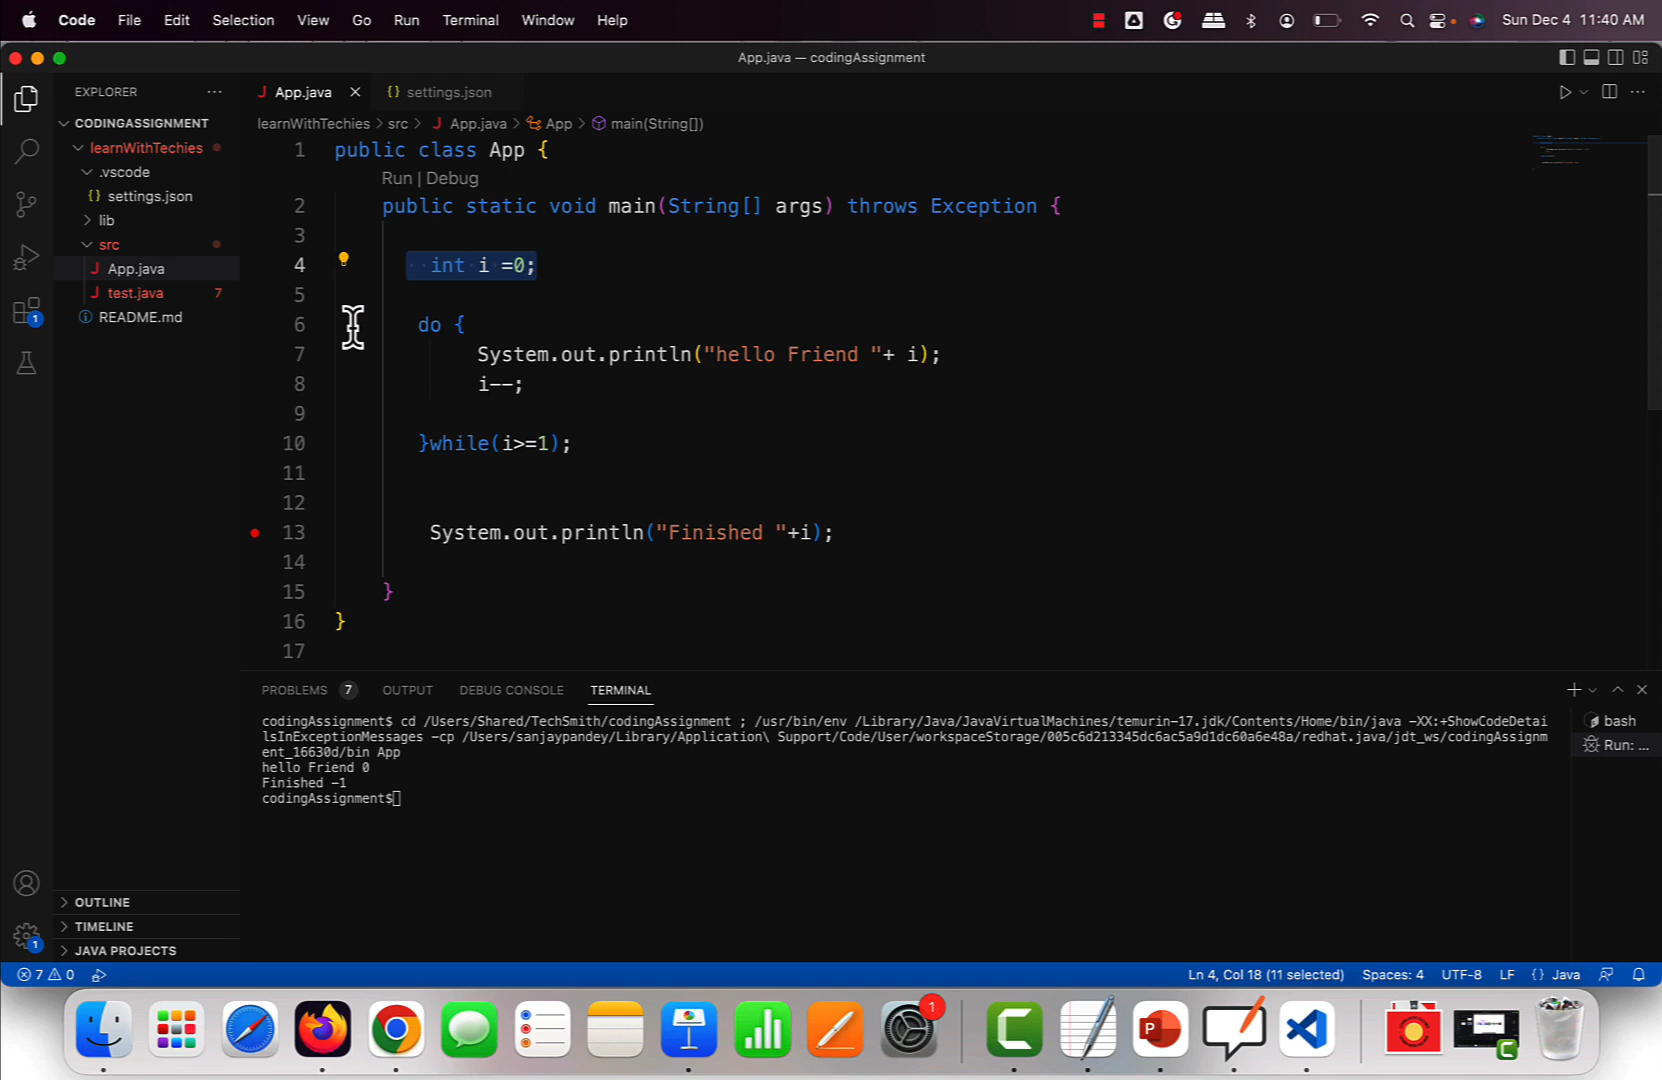 Code File Edit Selection View Go Run Terminal Window Help Sun Dec 4 11:40 AM
App.java — codingAssignment
EXPLORER
CODINGASSIGNMENT
learnWithTechies
.vscode
{} settings.json
lib
src
J App.java
J test.java 7
README.md
OUTLINE
TIMELINE
JAVA PROJECTS
J App.java {} settings.json
learnWithTechies > src > J App.java > App > main(String[])
1 public class App {
Run | Debug
2 public static void main(String[] args) throws Exception {
3
4 int i =0;
5
6 do {
7 System.out.println("hello Friend "+ i);
8 i--;
9
10 }while(i>=1);
11
12
13 System.out.println("Finished "+i);
14
15 }
16 }
17
PROBLEMS 7 OUTPUT DEBUG CONSOLE TERMINAL
codingAssignment$ cd /Users/Shared/TechSmith/codingAssignment ; /usr/bin/env /Library/Java/JavaVirtualMachines/temurin-17.jdk/Contents/Home/bin/java -XX:+ShowCodeDetai
lsInExceptionMessages -cp /Users/sanjaypandey/Library/Application\ Support/Code/User/workspaceStorage/005c6d213345dc6ac5a9d1dc60a6e48a/redhat.java/jdt_ws/codingAssignm
ent_16630d/bin App
hello Friend 0
Finished -1
codingAssignment$
bash
Run: ...
1
1
7 0
Ln 4, Col 18 (11 selected) Spaces: 4 UTF-8 LF {} Java
1
P
C